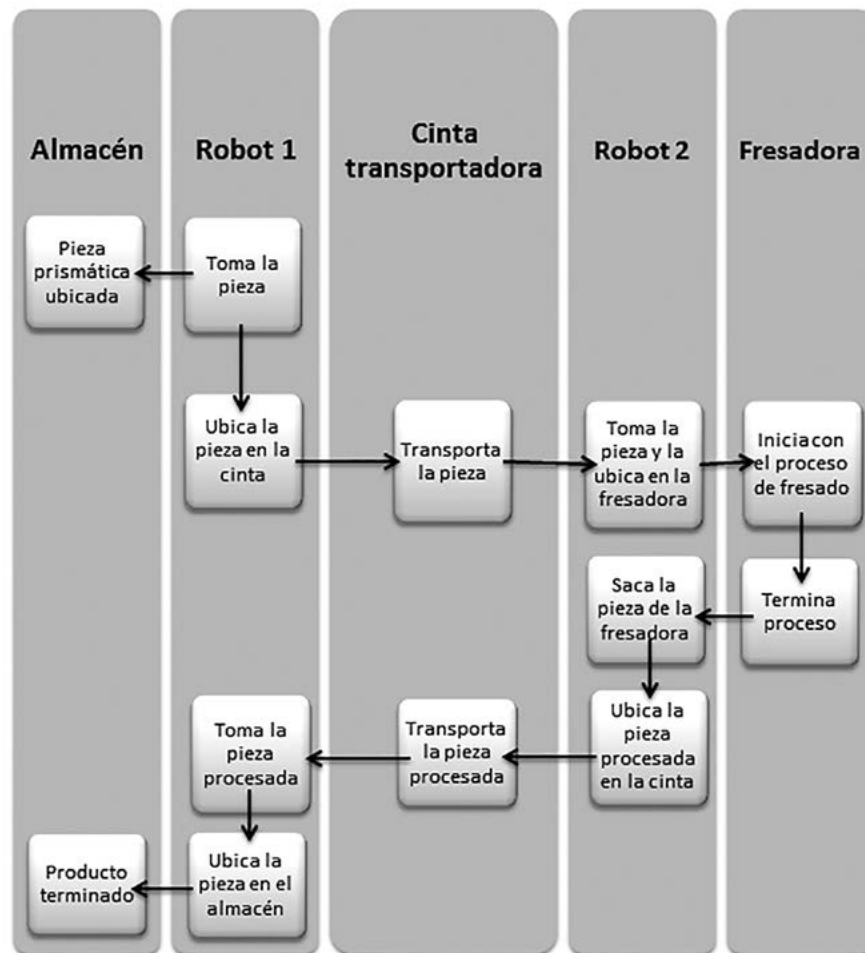 Almacén
Robot 1
Cinta
transportadora
Robot 2
Fresadora
Pieza
prismática
ubicada
Toma la
pieza
Ubica la
pieza en la
cinta
Transporta
la pieza
Toma la
pieza y la
ubica en la
fresadora
Inicia con
el proceso
de fresado
Saca la
pieza de la
fresadora
Termina
proceso
Toma la
pieza
procesada
Transporta
la pieza
procesada
Ubica la
pieza
procesada
en la cinta
Producto
terminado
Ubica la
pieza en el
almacén